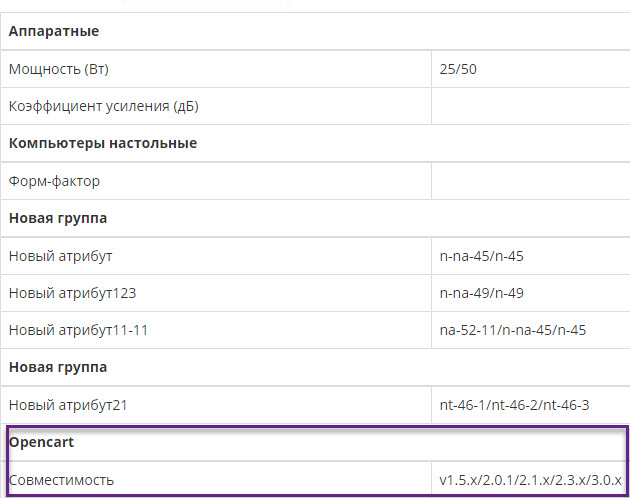 Аппаратные
Мощность (Вт) 25/50
Коэффициент усиления (дБ)
Компьютеры настольные
Форм-фактор
Новая группа
Новый атрибут n-na-45/n-45
Новый атрибут123 n-na-49/n-49
Новый атрибут11-11 na-52-11/n-na-45/n-45
Новая группа
Новый атрибут21 nt-46-1/nt-46-2/nt-46-3
Opencart
Совместимость v1.5.x/2.0.1/2.1.x/2.3.x/3.0.x